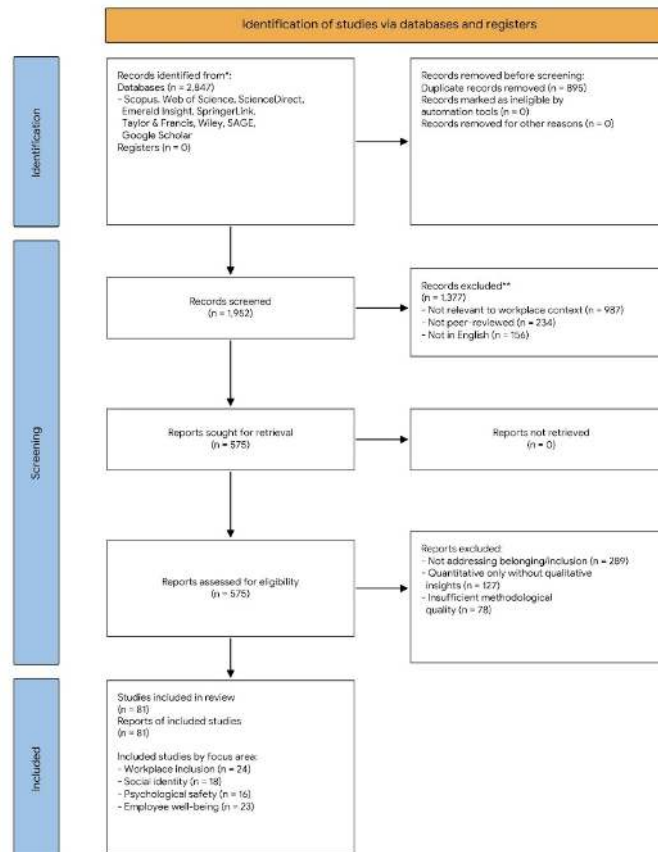 Identification of studies via databases and registers
Identification
Records identified from*:
Databases (n = 2,847)
- Scopus, Web of Science, ScienceDirect,
Emerald Insight, SpringerLink,
Taylor & Francis, Wiley, SAGE,
Google Scholar
Registers (n = 0)
Records removed before screening:
Duplicate records removed (n = 895)
Records marked as ineligible by
automation tools (n = 0)
Records removed for other reasons (n = 0)
Screening
Records screened
(n = 1,952)
Records excluded**
(n = 1,377)
- Not relevant to workplace context (n = 987)
- Not peer-reviewed (n = 234)
- Not in English (n = 156)
Reports sought for retrieval
(n = 575)
Reports not retrieved
(n = 0)
Reports assessed for eligibility
(n = 575)
Reports excluded:
- Not addressing belonging/inclusion (n = 289)
- Quantitative only without qualitative
insights (n = 127)
- Insufficient methodological
quality (n = 78)
Included
Studies included in review
(n = 81)
Reports of included studies
(n = 81)
Included studies by focus area:
- Workplace inclusion (n = 24)
- Social identity (n = 18)
- Psychological safety (n = 16)
- Employee well-being (n = 23)